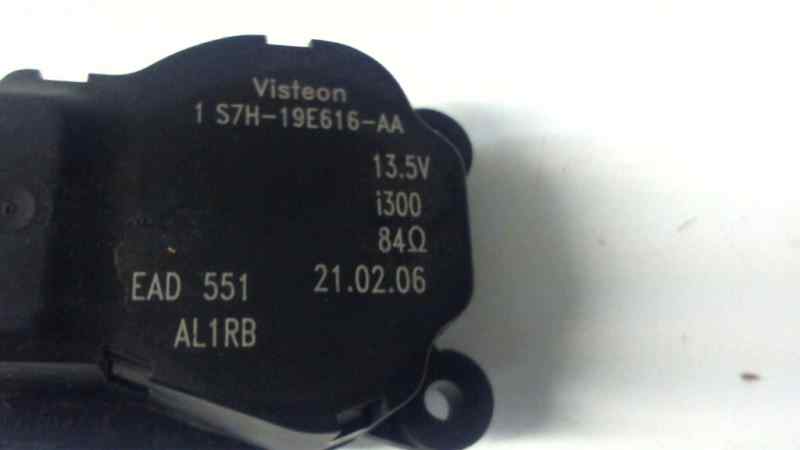 Visteon
1 S7H-19E616-AA
13.5V
i300
84Ω
EAD 551 21.02.06
AL1RB